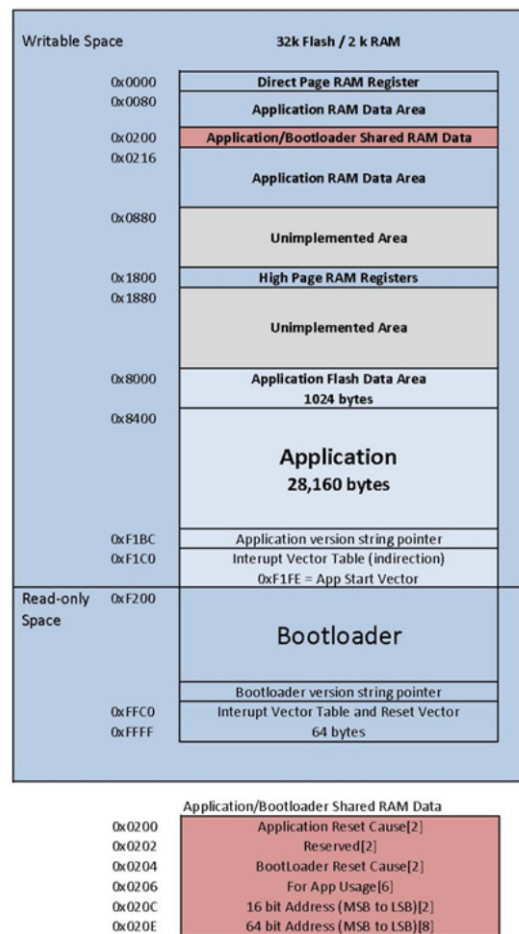 Writable Space 32k Flash / 2 k RAM
0x0000 Direct Page RAM Register
0x0080 Application RAM Data Area
0x0200 Application/Bootloader Shared RAM Data
0x0216 Application RAM Data Area
0x0880 Unimplemented Area
0x1800 High Page RAM Registers
0x1880 Unimplemented Area
0x8000 Application Flash Data Area
1024 bytes
0x8400 Application
28,160 bytes
0xF1BC Application version string pointer
0xF1C0 Interupt Vector Table (indirection)
0xF1FE = App Start Vector
Read-only Space 0xF200 Bootloader
Bootloader version string pointer
0xFFC0 Interupt Vector Table and Reset Vector
0xFFFF 64 bytes
Application/Bootloader Shared RAM Data
0x0200 Application Reset Cause[2]
0x0202 Reserved[2]
0x0204 BootLoader Reset Cause[2]
0x0206 For App Usage[6]
0x020C 16 bit Address (MSB to LSB)[2]
0x020E 64 bit Address (MSB to LSB)[8]